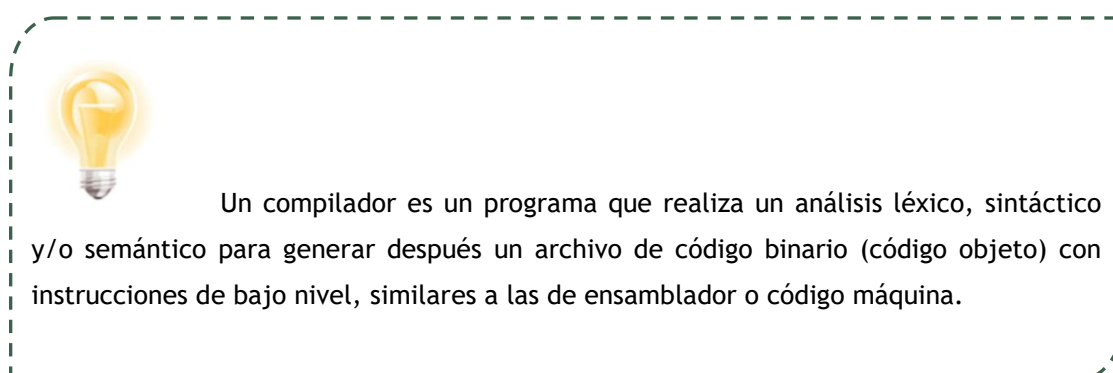 Un compilador es un programa que realiza un análisis léxico, sintáctico
y/o semántico para generar después un archivo de código binario (código objeto) con
instrucciones de bajo nivel, similares a las de ensamblador o código máquina.